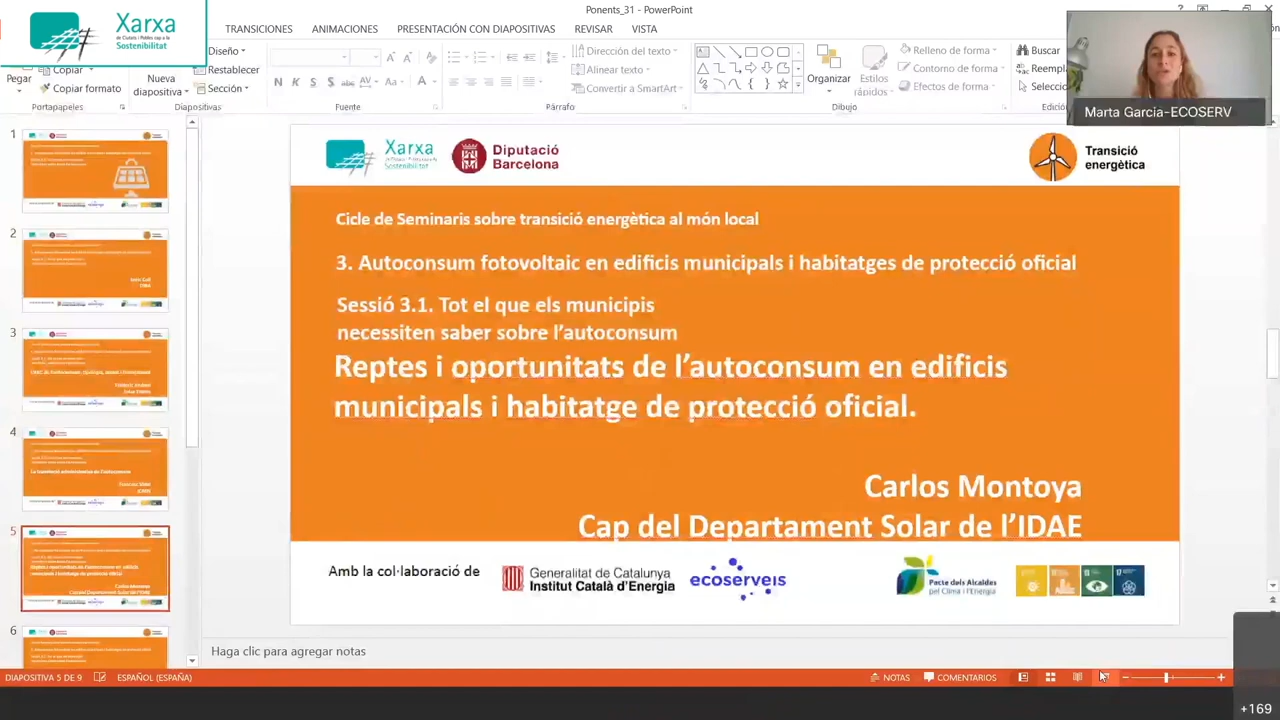 Ponents_31 - PowerPoint
Xarxa
de Ciutats i Pobles cap a la
Sostenibilitat
TRANSICIONES
ANIMACIONES
PRESENTACIÓN CON DIAPOSITIVAS
REVISAR
VISTA
Pegar
Copiar
Copiar formato
Portapapeles
Nueva
diapositiva
Diseño
Restablecer
Sección
Diapositivas
Fuente
Dirección del texto
Alinear texto
Convertir a SmartArt
Párrafo
Organizar
Estilos
rápidos
Relleno de forma
Contorno de forma
Efectos de forma
Dibujo
Buscar
Marta Garcia-ECOSERV
1
2
3
4
5
6
Xarxa
Sostenibilitat
Diputació
Barcelona
Transició
energètica
Cicle de Seminaris sobre transició energètica al món local
3. Autoconsum fotovoltaic en edificis municipals i habitatges de protecció oficial
Sessió 3.1. Tot el que els municipis
necessiten saber sobre l'autoconsum
Reptes i oportunitats de l'autoconsum en edificis
municipals i habitatge de protecció oficial.
Carlos Montoya
Cap del Departament Solar de l'IDAE
Amb la col·laboració de
Generalitat de Catalunya
Institut Català d'Energia
ecoserveis
Pacte dels Alcaldes
pel Clima i l'Energia
Haga clic para agregar notas
DIAPOSITIVA 5 DE 9
ESPAÑOL (ESPAÑA)
NOTAS
COMENTARIOS
+169